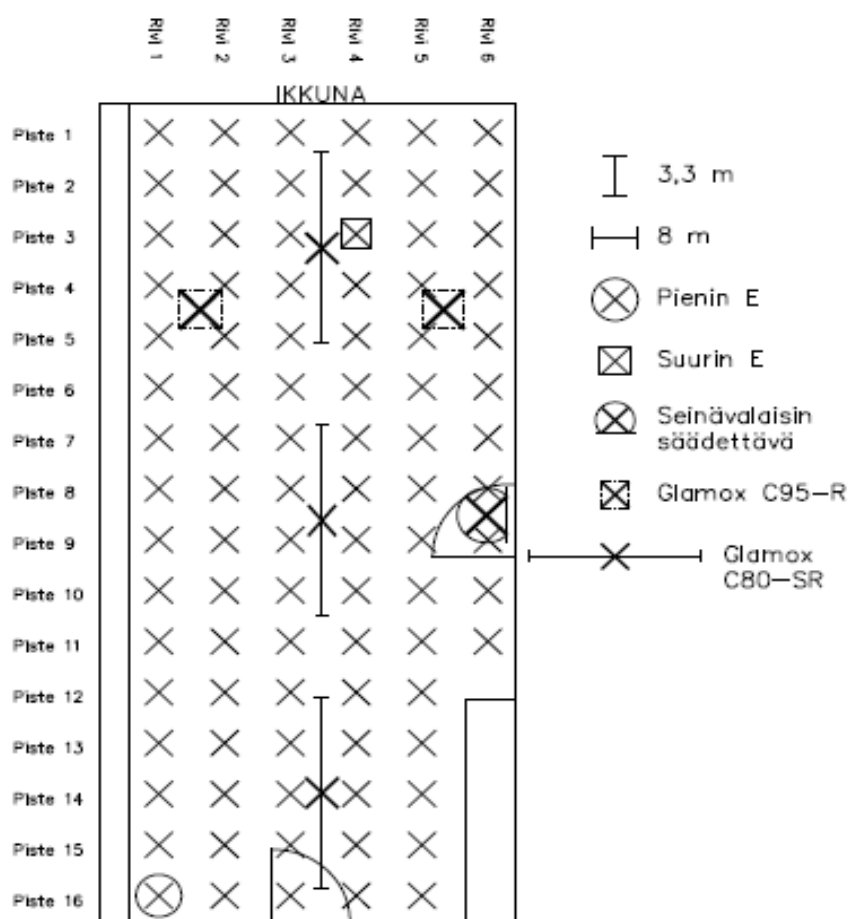 Rivi 1
Rivi 2
Rivi 3
Rivi 4
Rivi 5
Rivi 6
IKKUNA
Piste 1
Piste 2
Piste 3
Piste 4
Piste 5
Piste 6
Piste 7
Piste 8
Piste 9
Piste 10
Piste 11
Piste 12
Piste 13
Piste 14
Piste 15
Piste 16
3,3 m
8 m
Pienin E
Suurin E
Seinävalaisin
säädettävä
Glamox C95-R
Glamox
C80-SR